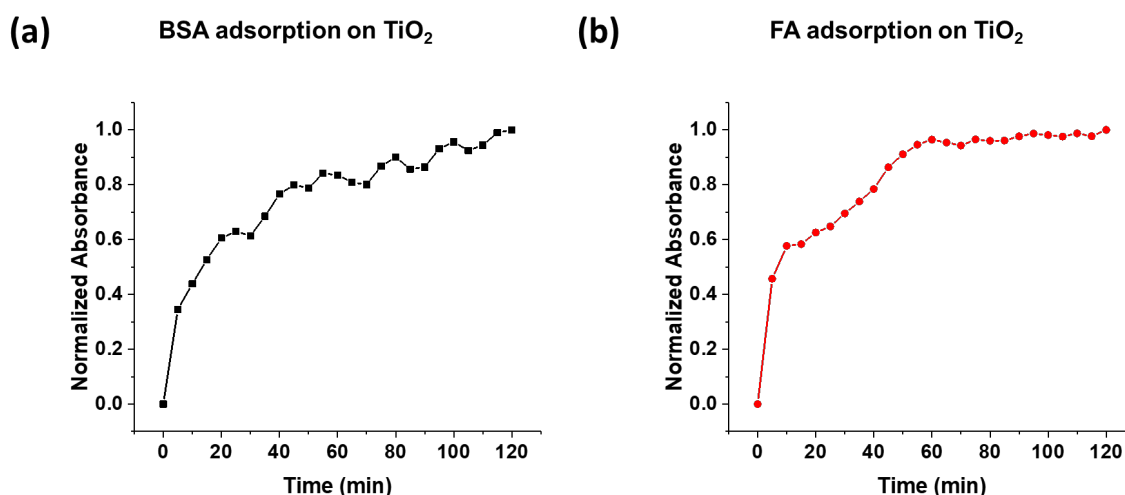 (a)
BSA adsorption on TiO₂
Normalized Absorbance
1.0
0.8
0.6
0.4
0.2
0.0
0 20 40 60 80 100 120
Time (min)
(b)
FA adsorption on TiO₂
Normalized Absorbance
1.0
0.8
0.6
0.4
0.2
0.0
0 20 40 60 80 100 120
Time (min)